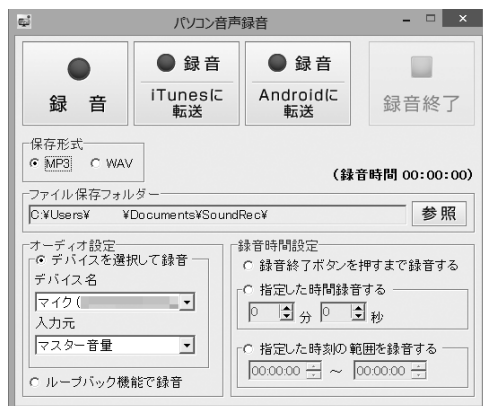 パソコン音声録音
録 音
録音
iTunesに
転送
録音
Androidに
転送
録音終了
保存形式
MP3 WAV
(録音時間 00:00:00)
ファイル保存フォルダー
C:¥Users¥ ¥Documents¥SoundRec¥
参照
オーディオ設定
デバイスを選択して録音
デバイス名
マイク (
入力元
マスター音量
ループバック機能で録音
録音時間設定
録音終了ボタンを押すまで録音する
指定した時間録音する
0 分 0 秒
指定した時刻の範囲を録音する
00:00:00 ～ 00:00:00